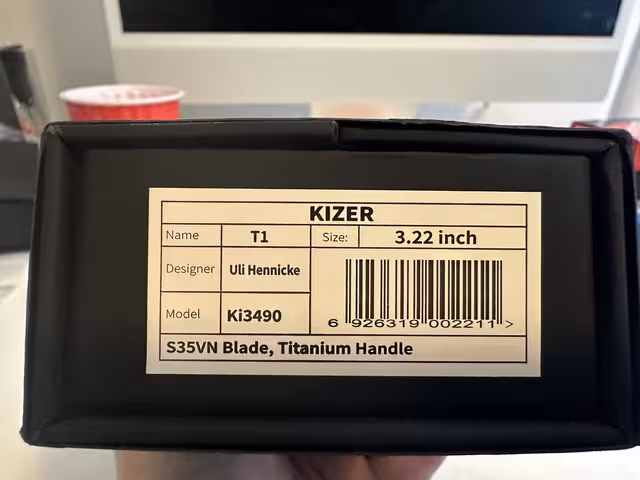 KIZER
Name T1 Size: 3.22 inch
Designer Uli Hennicke
Model Ki3490
6 926319 002211 >
S35VN Blade, Titanium Handle